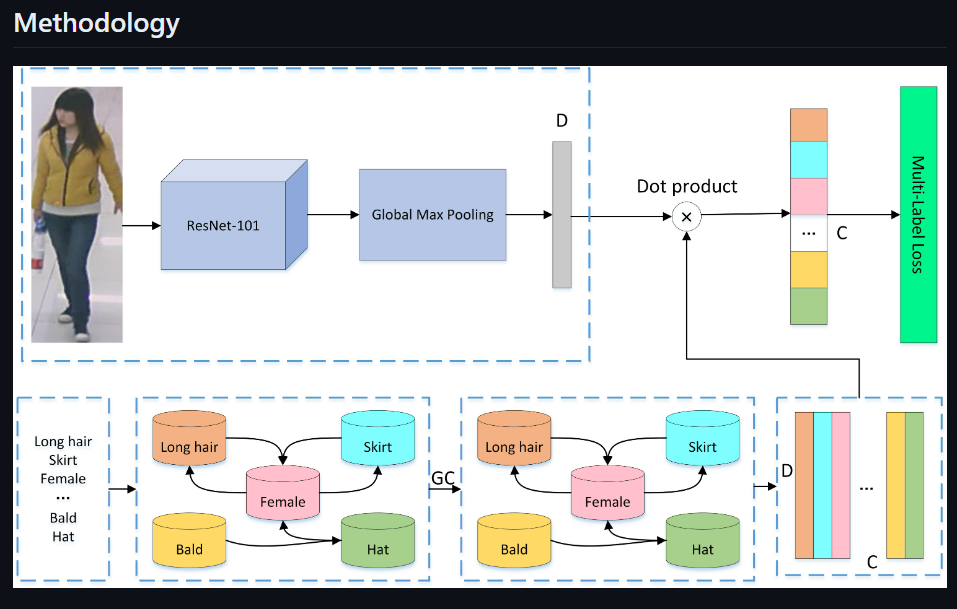 Methodology
D
Dot product
ResNet-101
Global Max Pooling
...
C
Multi-Label Loss
Long hair
Skirt
Female
...
Bald
Hat
Long hair
Skirt
Female
Bald
Hat
GC
Long hair
Skirt
Female
Bald
Hat
D
...
C